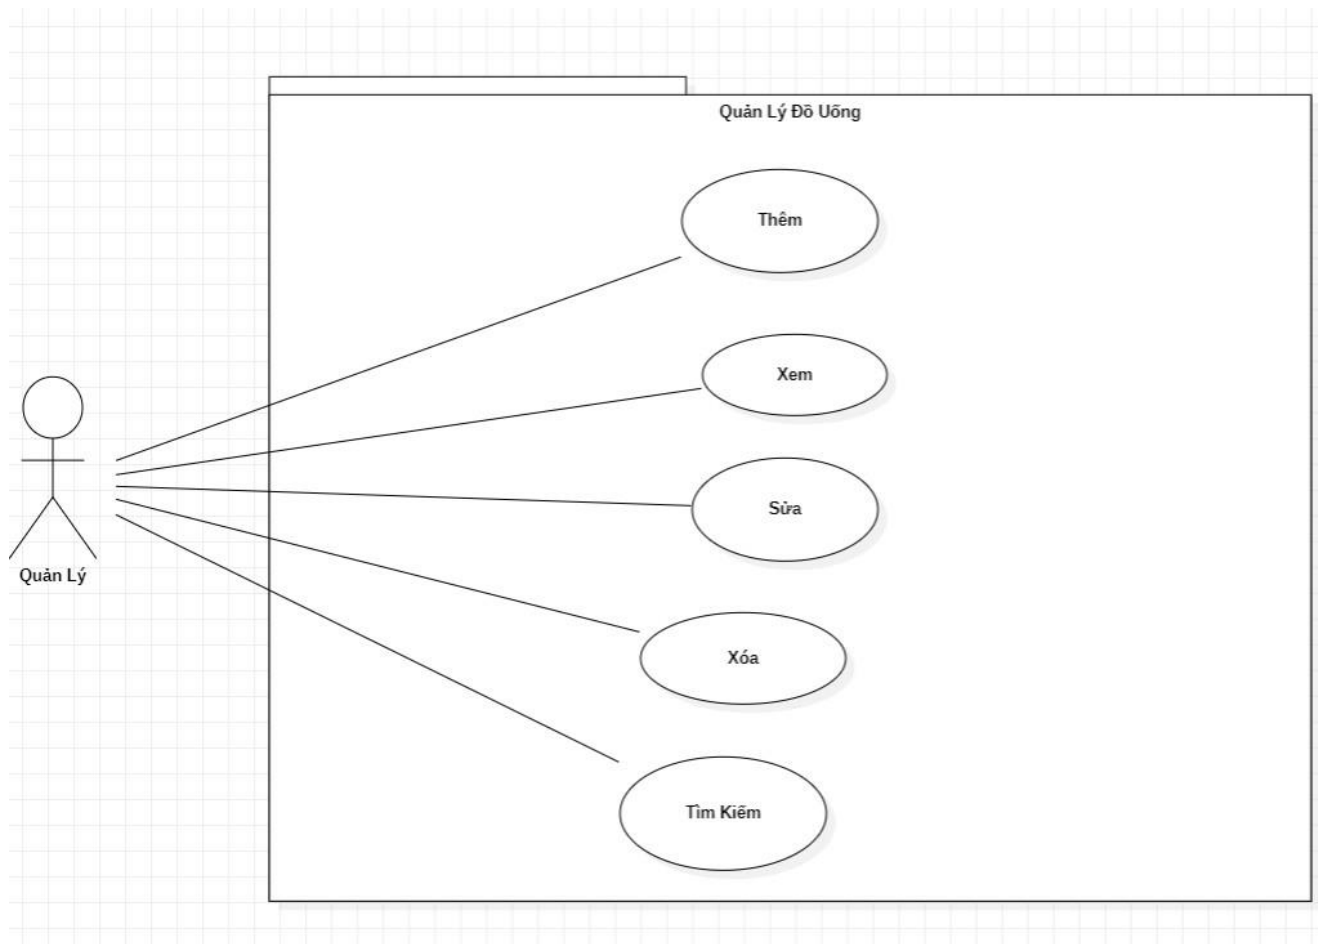 Quản Lý Đồ Uống
Thêm
Xem
Sửa
Xóa
Tìm Kiếm
Quản Lý